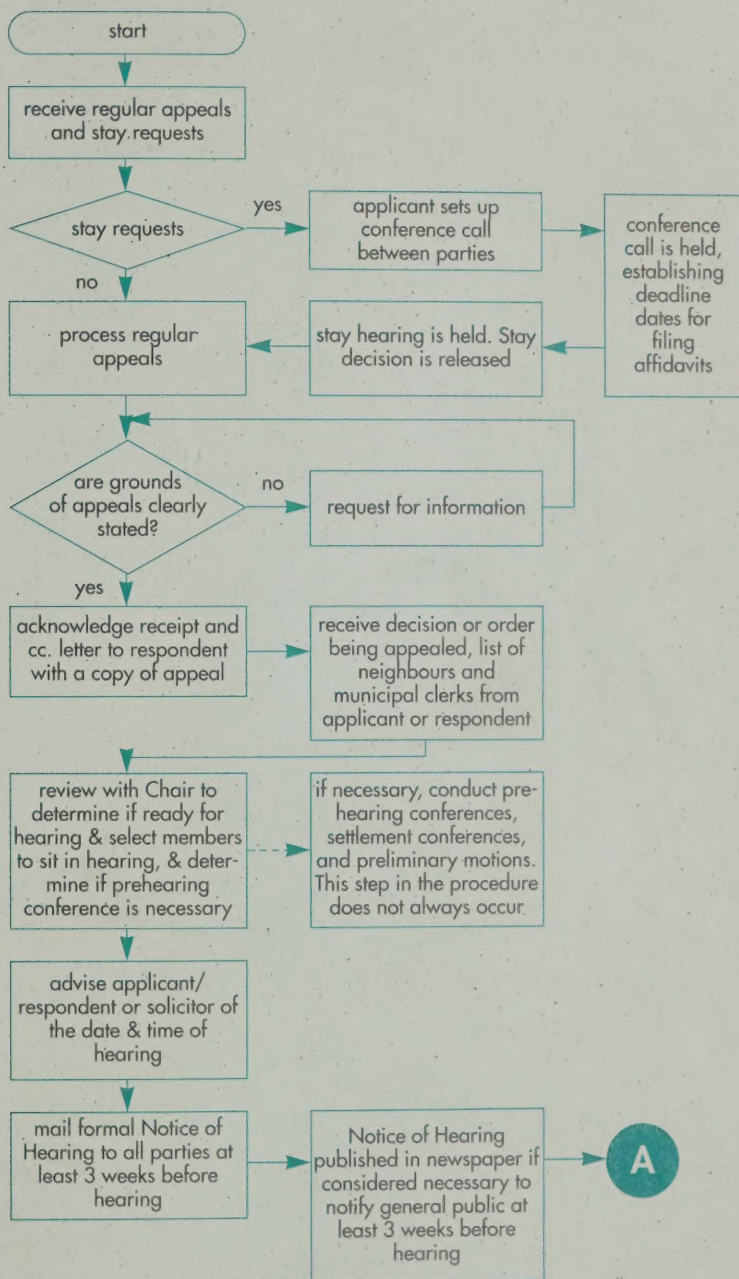 start
receive regular appeals
and stay requests
stay requests
yes
applicant sets up
conference call
between parties
conference
call is held,
establishing
deadline
dates for
filing
affidavits
no
process regular
appeals
stay hearing is held. Stay
decision is released
are grounds
of appeals clearly
stated?
no
request for information
yes
acknowledge receipt and
cc. letter to respondent
with a copy of appeal
receive decision or order
being appealed, list of
neighbours and
municipal clerks from
applicant or respondent
review with Chair to
determine if ready for
hearing & select members
to sit in hearing, & deter-
mine if prehearing
conference is necessary
if necessary, conduct pre-
hearing conferences,
settlement conferences,
and preliminary motions.
This step in the procedure
does not always occur
advise applicant/
respondent or solicitor of
the date & time of
hearing
mail formal Notice of
Hearing to all parties at
least 3 weeks before
hearing
Notice of Hearing
published in newspaper if
considered necessary to
notify general public at
least 3 weeks before
hearing
A